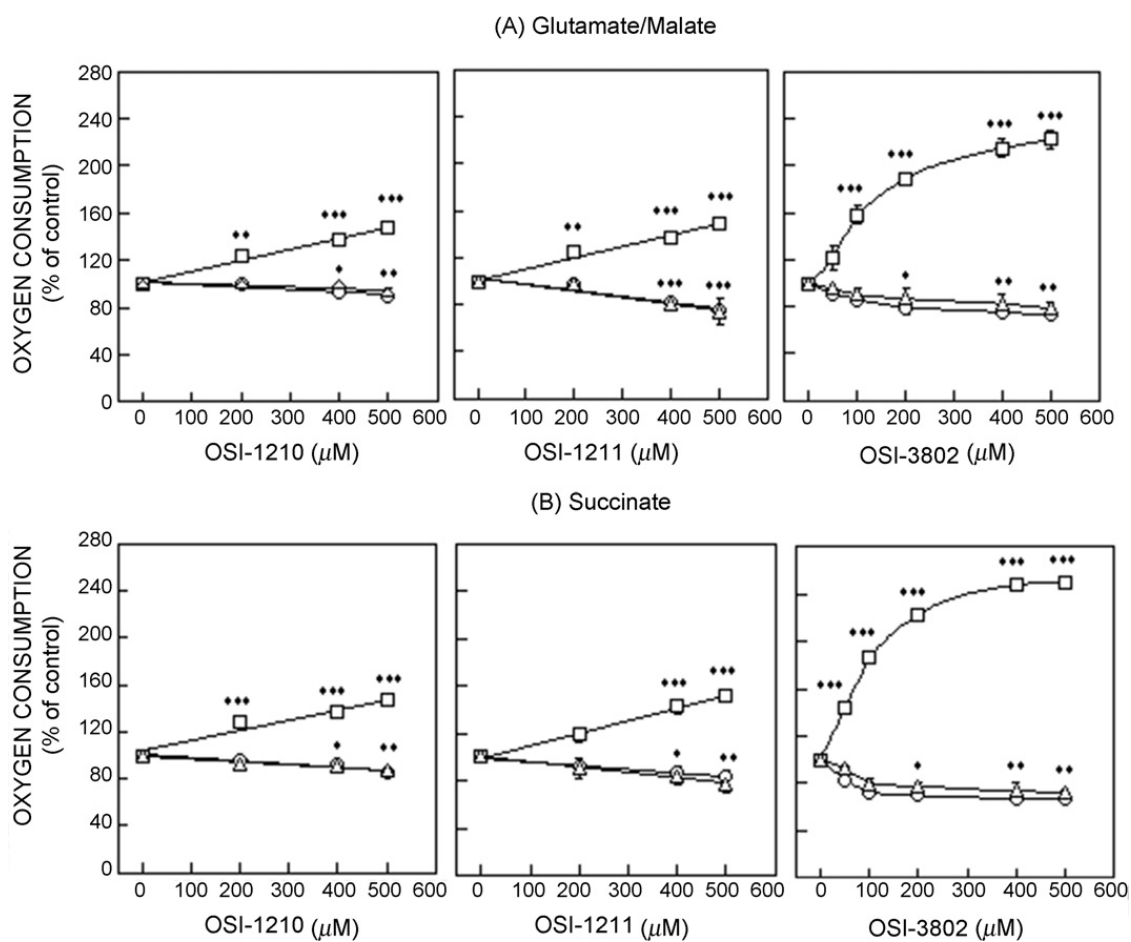 (A) Glutamate/Malate
OXYGEN CONSUMPTION
(% of control)
280
240
200
160
120
80
40
0
0 100 200 300 400 500 600
0 100 200 300 400 500 600
0 100 200 300 400 500 600
OSI-1210 (μM)
OSI-1211 (μM)
OSI-3802 (μM)
(B) Succinate
OXYGEN CONSUMPTION
(% of control)
280
240
200
160
120
80
40
0
0 100 200 300 400 500 600
0 100 200 300 400 500 600
0 100 200 300 400 500 600
OSI-1210 (μM)
OSI-1211 (μM)
OSI-3802 (μM)